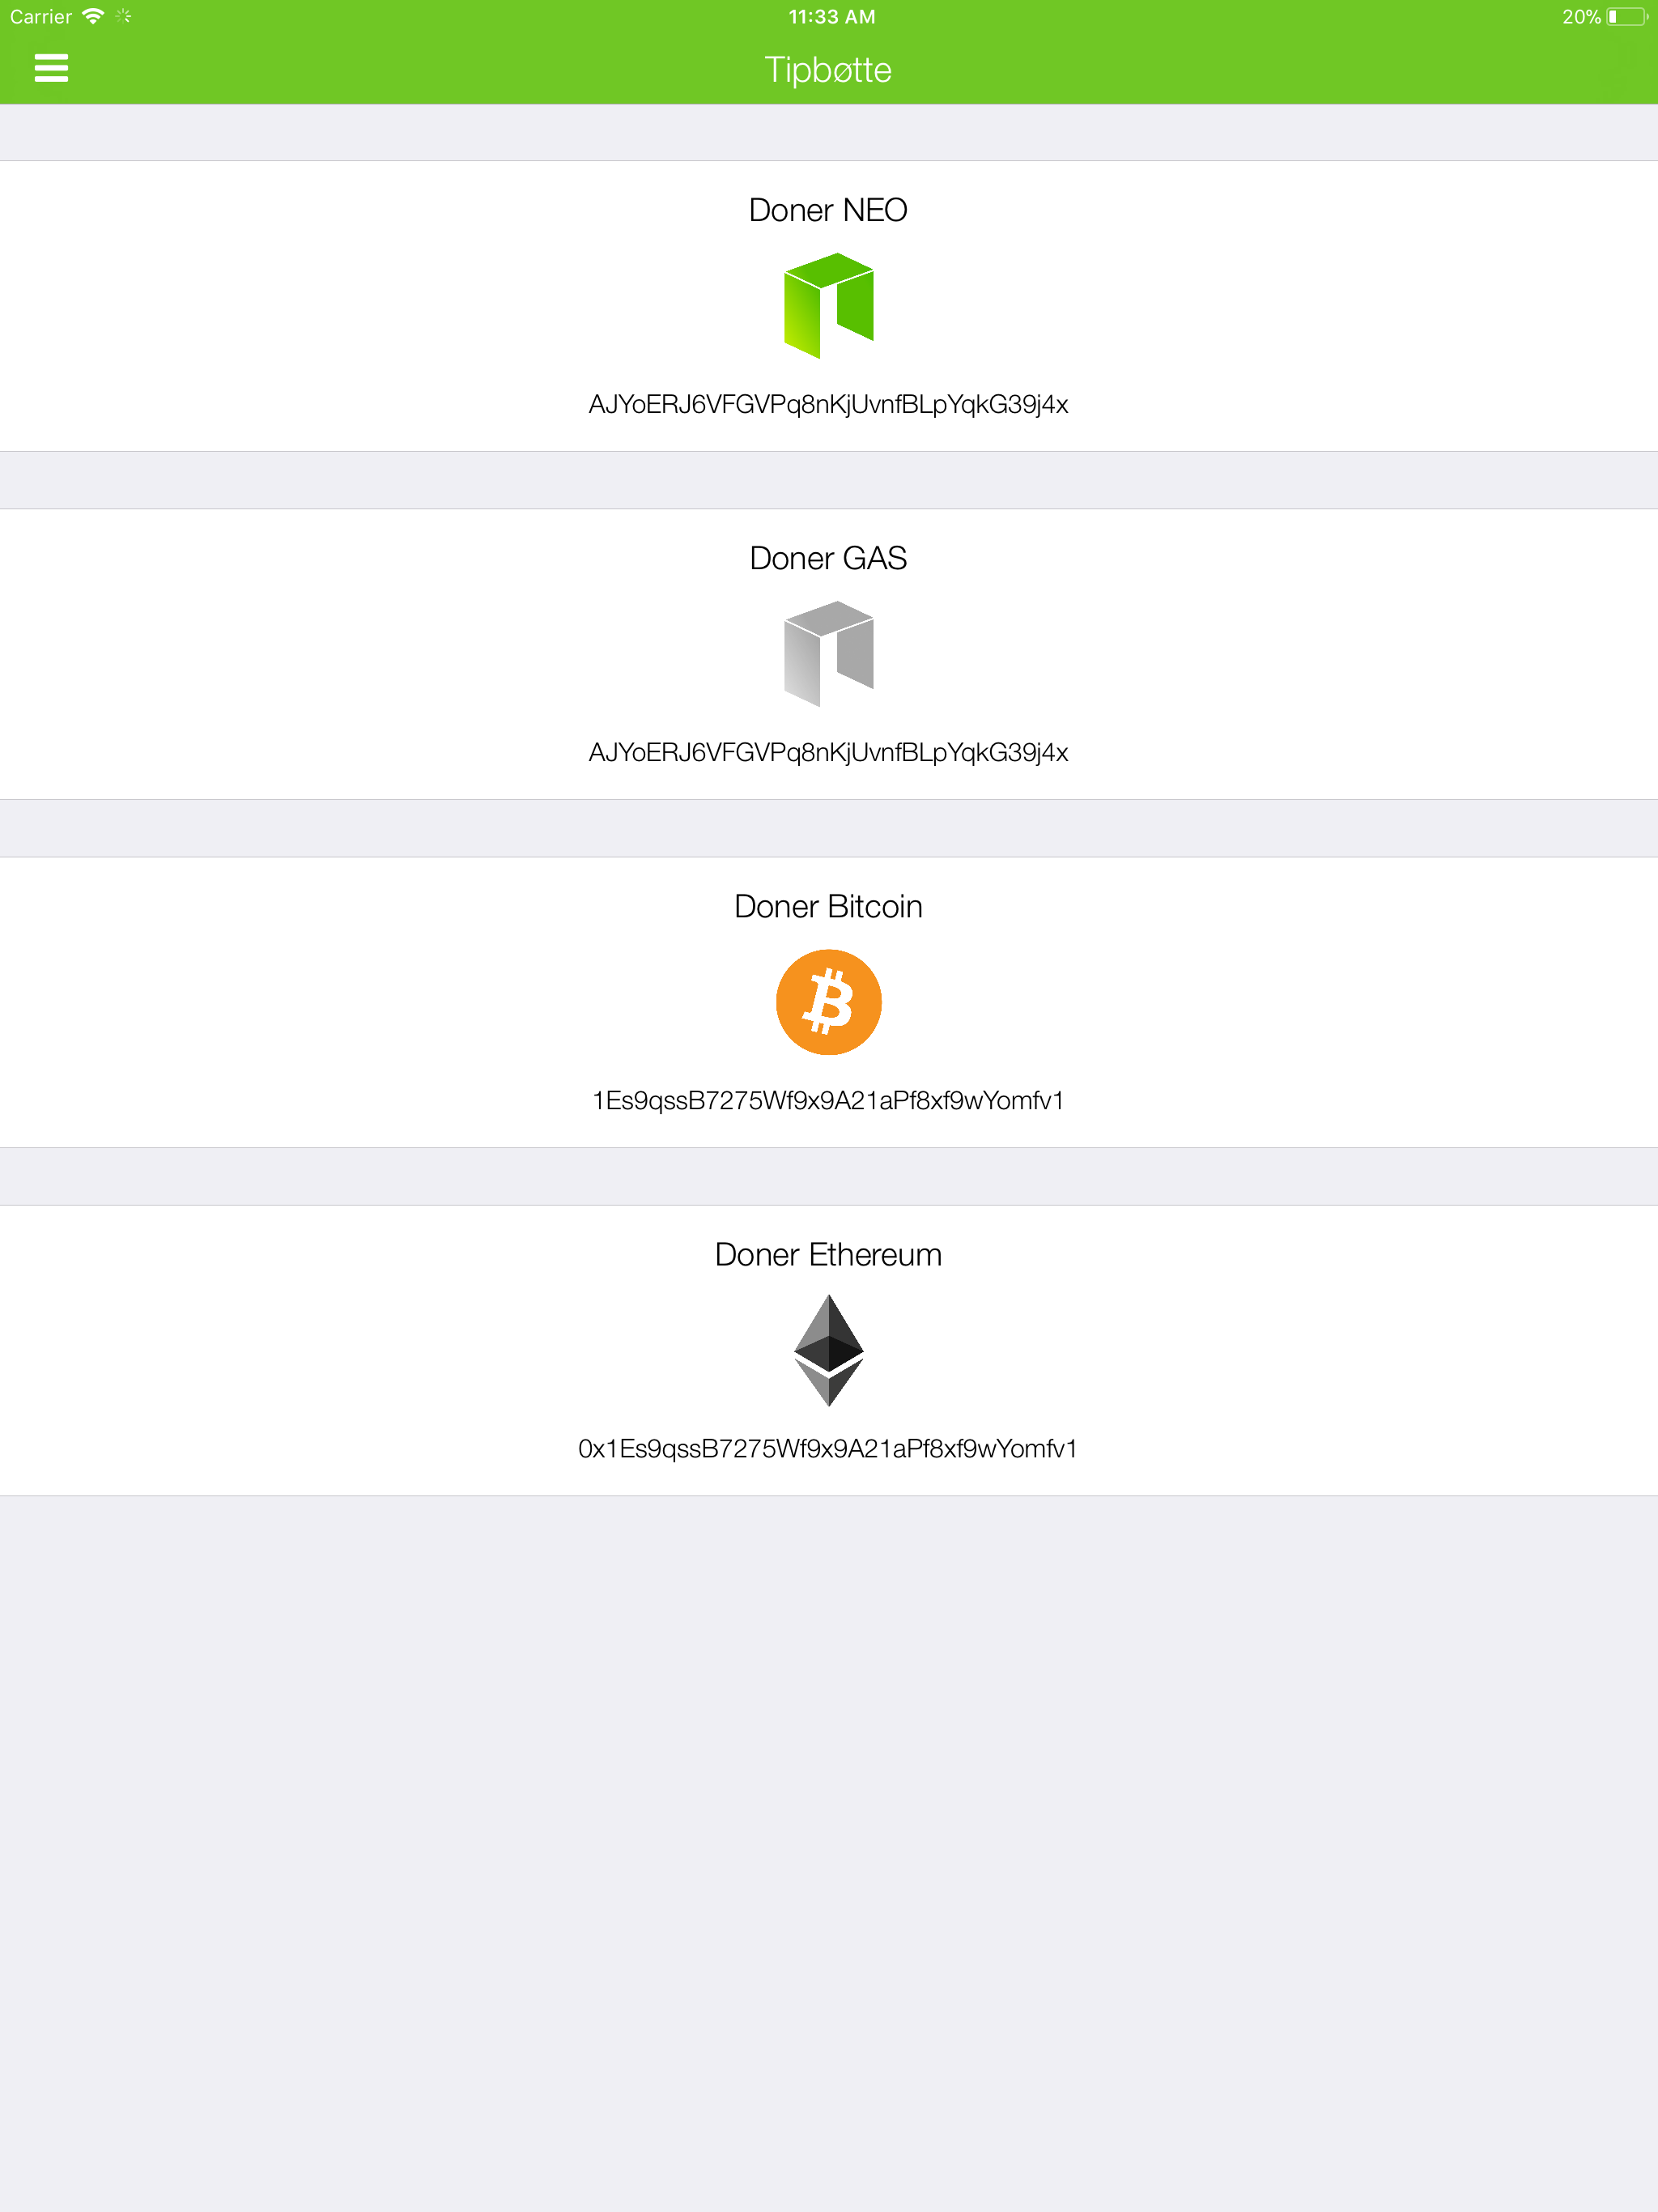 Carrier
11:33 AM
20%
Tipbøtte
Doner NEO
AJYoERJ6VFGVPq8nKjUvnfBLpYqkG39j4x
Doner GAS
AJYoERJ6VFGVPq8nKjUvnfBLpYqkG39j4x
Doner Bitcoin
1Es9qssB7275Wf9x9A21aPf8xf9wYomfv1
Doner Ethereum
0x1Es9qssB7275Wf9x9A21aPf8xf9wYomfv1